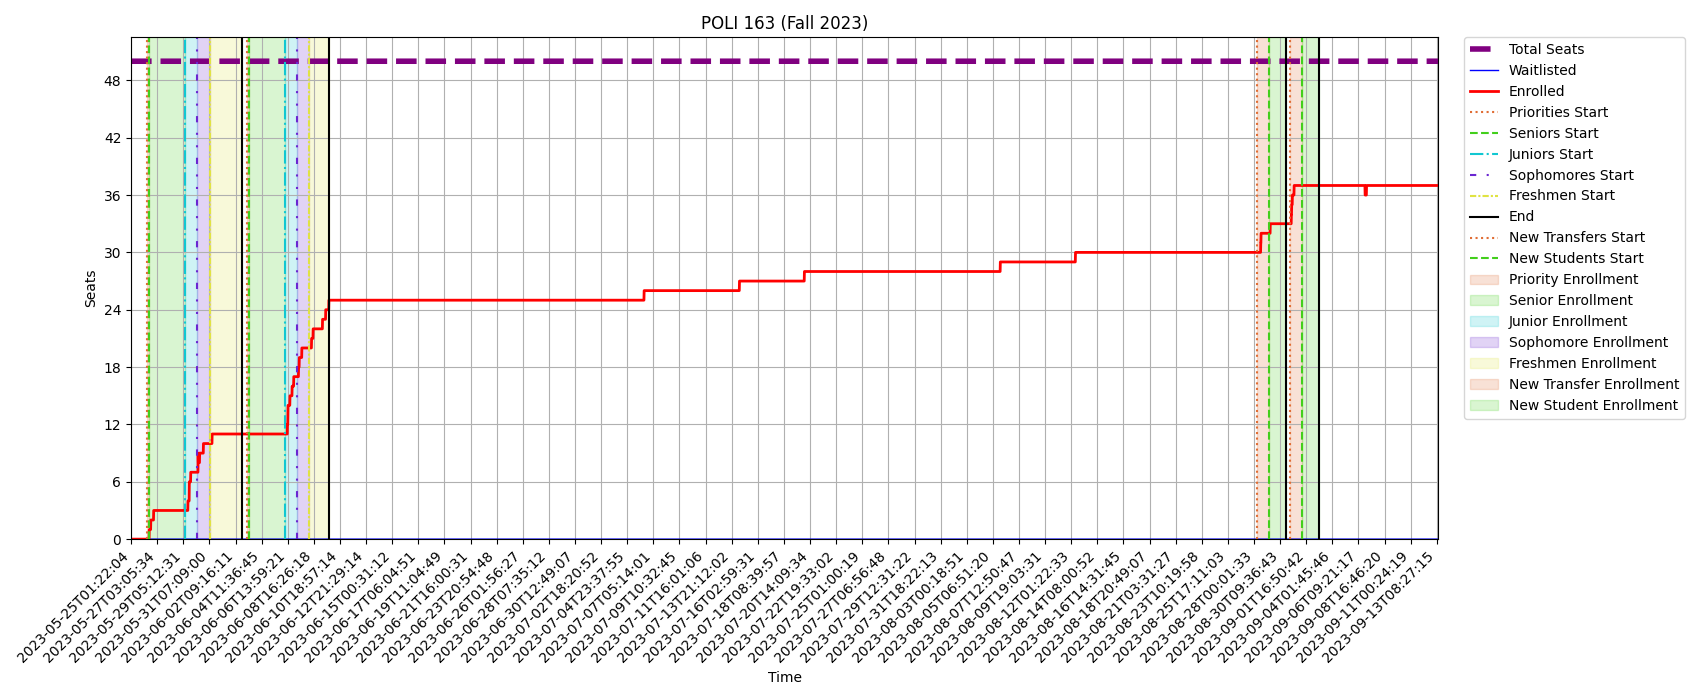 POLI 163 (Fall 2023)
Seats
48
42
36
30
24
18
12
6
0
2023-05-25T01:22:04
2023-05-27T03:05:34
2023-05-29T05:12:31
2023-05-31T07:09:00
2023-06-02T09:16:11
2023-06-04T11:36:45
2023-06-06T13:59:21
2023-06-08T16:26:18
2023-06-10T18:57:14
2023-06-12T21:29:14
2023-06-15T00:31:12
2023-06-17T06:04:51
2023-06-19T11:04:49
2023-06-21T16:00:31
2023-06-23T20:54:48
2023-06-26T01:56:27
2023-06-28T07:35:12
2023-06-30T12:49:07
2023-07-02T18:20:52
2023-07-04T23:37:55
2023-07-07T05:14:01
2023-07-09T10:32:45
2023-07-11T16:01:06
2023-07-13T21:12:02
2023-07-16T02:59:31
2023-07-18T08:39:57
2023-07-20T14:09:34
2023-07-22T19:33:02
2023-07-25T01:00:19
2023-07-27T06:56:48
2023-07-29T12:31:22
2023-07-31T18:22:13
2023-08-03T00:18:51
2023-08-05T06:51:20
2023-08-07T12:50:47
2023-08-09T19:03:31
2023-08-12T01:22:33
2023-08-14T08:00:52
2023-08-16T14:31:45
2023-08-18T20:49:07
2023-08-21T03:31:27
2023-08-23T10:19:58
2023-08-25T17:11:03
2023-08-28T00:01:33
2023-08-30T09:36:43
2023-09-01T16:50:42
2023-09-04T01:45:46
2023-09-06T09:21:17
2023-09-08T16:46:20
2023-09-11T00:24:19
2023-09-13T08:27:15
Time
Total Seats
Waitlisted
Enrolled
Priorities Start
Seniors Start
Juniors Start
Sophomores Start
Freshmen Start
End
New Transfers Start
New Students Start
Priority Enrollment
Senior Enrollment
Junior Enrollment
Sophomore Enrollment
Freshmen Enrollment
New Transfer Enrollment
New Student Enrollment